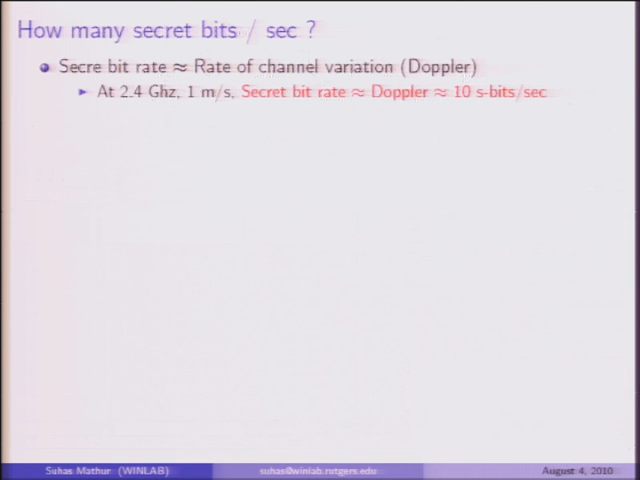 How many secret bits / sec ?
Secre bit rate ≈ Rate of channel variation (Doppler)
At 2.4 Ghz, 1 m/s, Secret bit rate ≈ Doppler ≈ 10 s-bits/sec
Suhas Mathur (WINLAB)
suhas@winlab.rutgers.edu
August 4, 2010